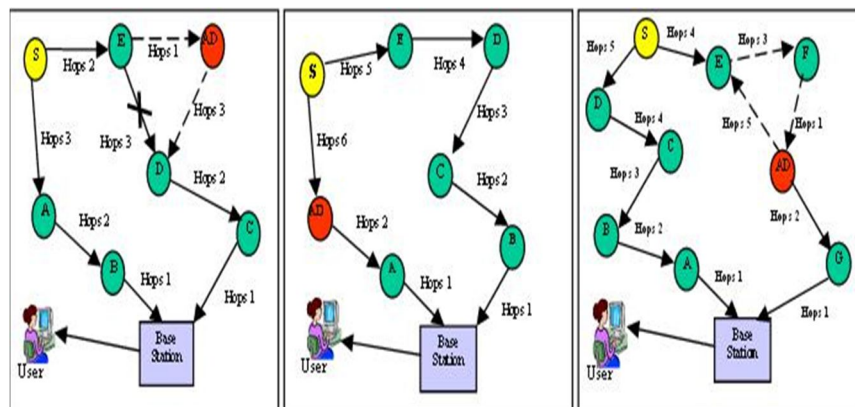 S
E
Hops 1
AD
Hops 2
Hops 3
Hops 3
Hops 3
D
Hops 2
A
Hops 2
C
B
Hops 1
Hops 1
Base
Station
User
S
Hops 5
E
Hops 4
D
Hops 3
Hops 6
C
Hops 2
AD
Hops 2
B
A
Hops 1
Hops 1
Base
Station
User
S
Hops 5
Hops 4
E
Hops 3
F
D
Hops 4
Hops 5
Hops 1
C
AD
Hops 3
B
Hops 2
Hops 2
A
G
Hops 1
Hops 1
Base
Station
User